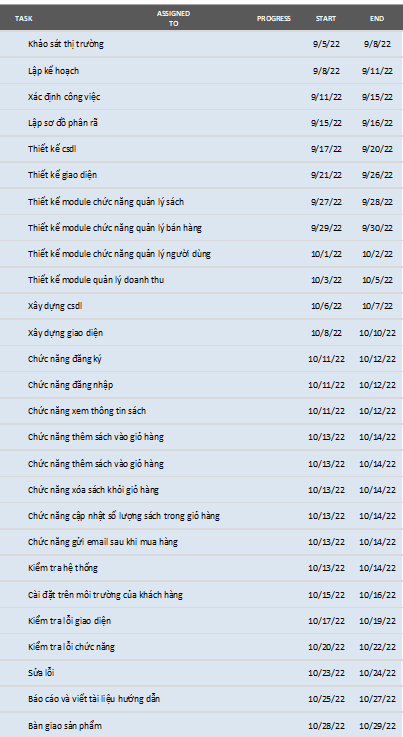 TASK ASSIGNED TO PROGRESS START END
Khảo sát thị trường 9/5/22 9/8/22
Lập kế hoạch 9/8/22 9/11/22
Xác định công việc 9/11/22 9/15/22
Lập sơ đồ phân rã 9/15/22 9/16/22
Thiết kế csdl 9/17/22 9/20/22
Thiết kế giao diện 9/21/22 9/26/22
Thiết kế module chức năng quản lý sách 9/27/22 9/28/22
Thiết kế module chức năng quản lý bán hàng 9/29/22 9/30/22
Thiết kế module chức năng quản lý người dùng 10/1/22 10/2/22
Thiết kế module quản lý doanh thu 10/3/22 10/5/22
Xây dựng csdl 10/6/22 10/7/22
Xây dựng giao diện 10/8/22 10/10/22
Chức năng đăng ký 10/11/22 10/12/22
Chức năng đăng nhập 10/11/22 10/12/22
Chức năng xem thông tin sách 10/11/22 10/12/22
Chức năng thêm sách vào giỏ hàng 10/13/22 10/14/22
Chức năng thêm sách vào giỏ hàng 10/13/22 10/14/22
Chức năng xóa sách khỏi giỏ hàng 10/13/22 10/14/22
Chức năng cập nhật số lượng sách trong giỏ hàng 10/13/22 10/14/22
Chức năng gửi email sau khi mua hàng 10/13/22 10/14/22
Kiểm tra hệ thống 10/13/22 10/14/22
Cài đặt trên môi trường của khách hàng 10/15/22 10/16/22
Kiểm tra lỗi giao diện 10/17/22 10/19/22
Kiểm tra lỗi chức năng 10/20/22 10/22/22
Sửa lỗi 10/23/22 10/24/22
Báo cáo và viết tài liệu hướng dẫn 10/25/22 10/27/22
Bàn giao sản phẩm 10/28/22 10/29/22